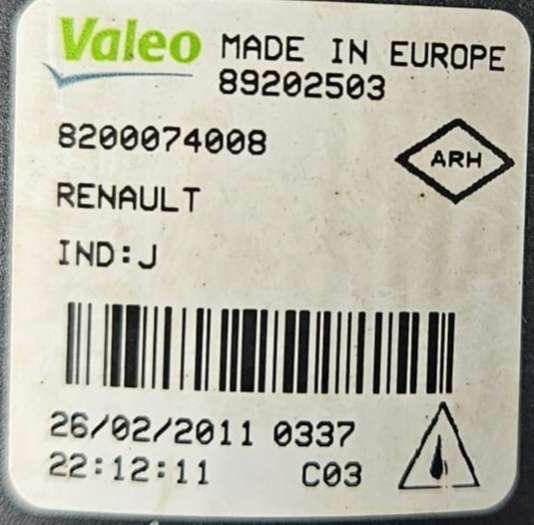 Valeo MADE IN EUROPE
89202503
8200074008
ARH
RENAULT
IND:J
26/02/2011 0337
22:12:11 C03